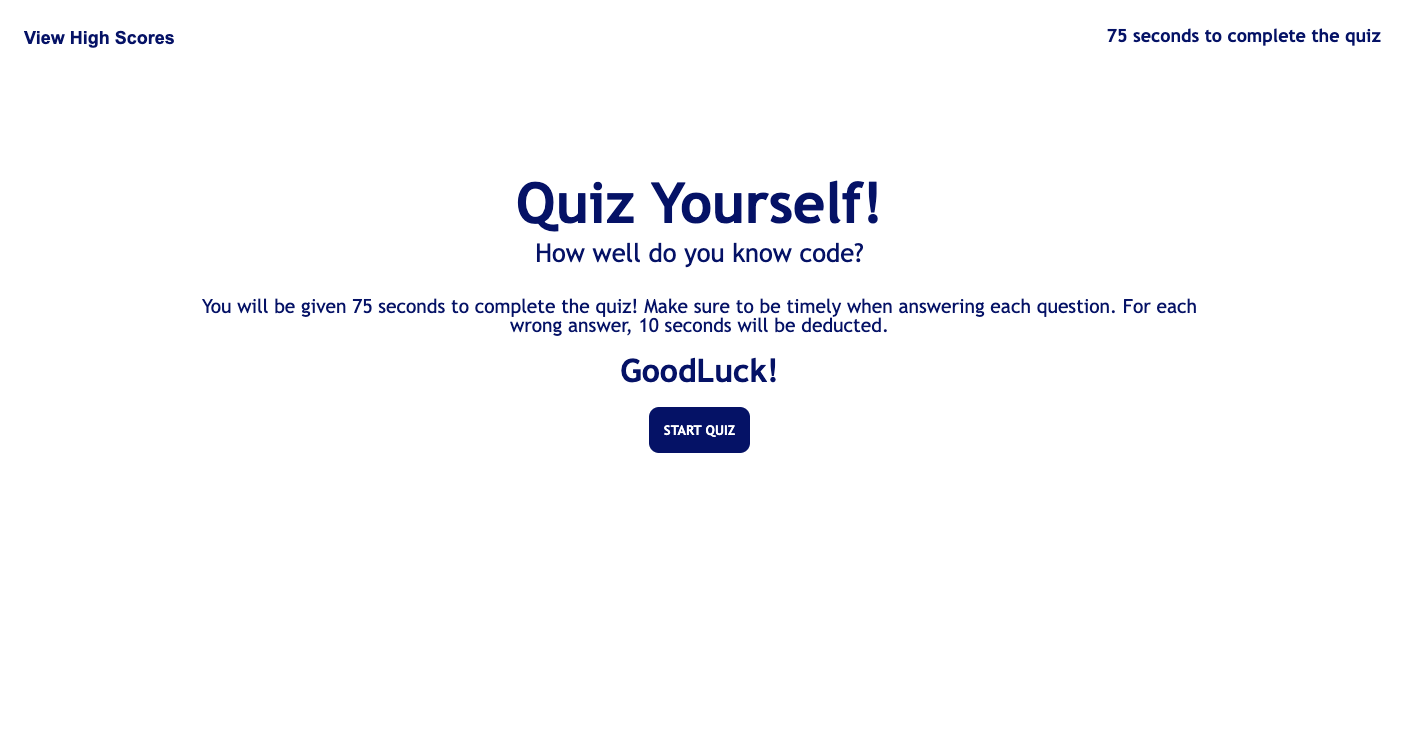 View High Scores
75 seconds to complete the quiz
Quiz Yourself!
How well do you know code?
You will be given 75 seconds to complete the quiz! Make sure to be timely when answering each question. For each
wrong answer, 10 seconds will be deducted.
GoodLuck!
START QUIZ